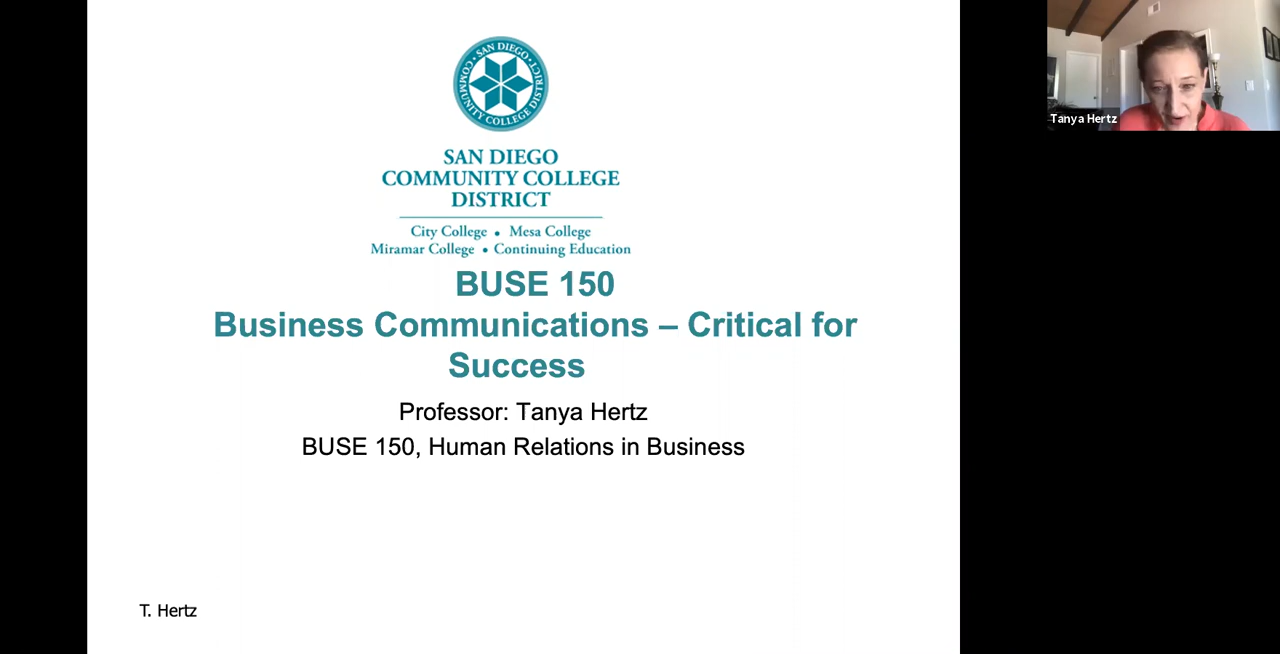 SAN DIEGO
COMMUNITY COLLEGE DISTRICT
SAN DIEGO
COMMUNITY COLLEGE
DISTRICT
City College • Mesa College
Miramar College • Continuing Education
BUSE 150
Business Communications – Critical for
Success
Professor: Tanya Hertz
BUSE 150, Human Relations in Business
T. Hertz
Tanya Hertz